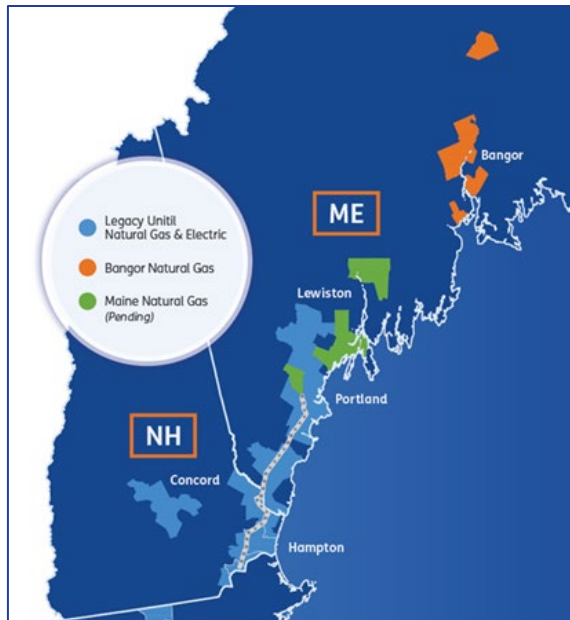 Bangor
ME
Legacy Unitil
Natural Gas & Electric
Bangor Natural Gas
Maine Natural Gas
(Pending)
Lewiston
Portland
NH
Concord
Hampton